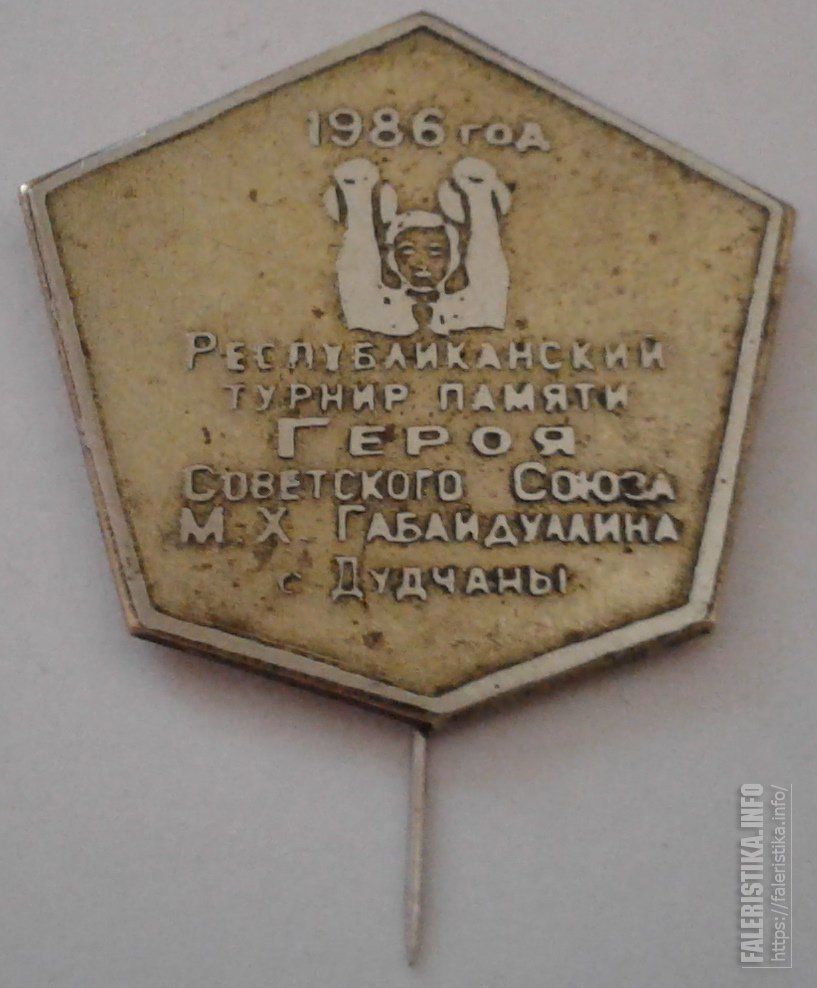 1986 год
Республиканский
турнир памяти
Героя
Советского Союза
М. Х. Габайдуллина
с Дудчаны
FALERISTIKA.INFO
https://faleristika.info/